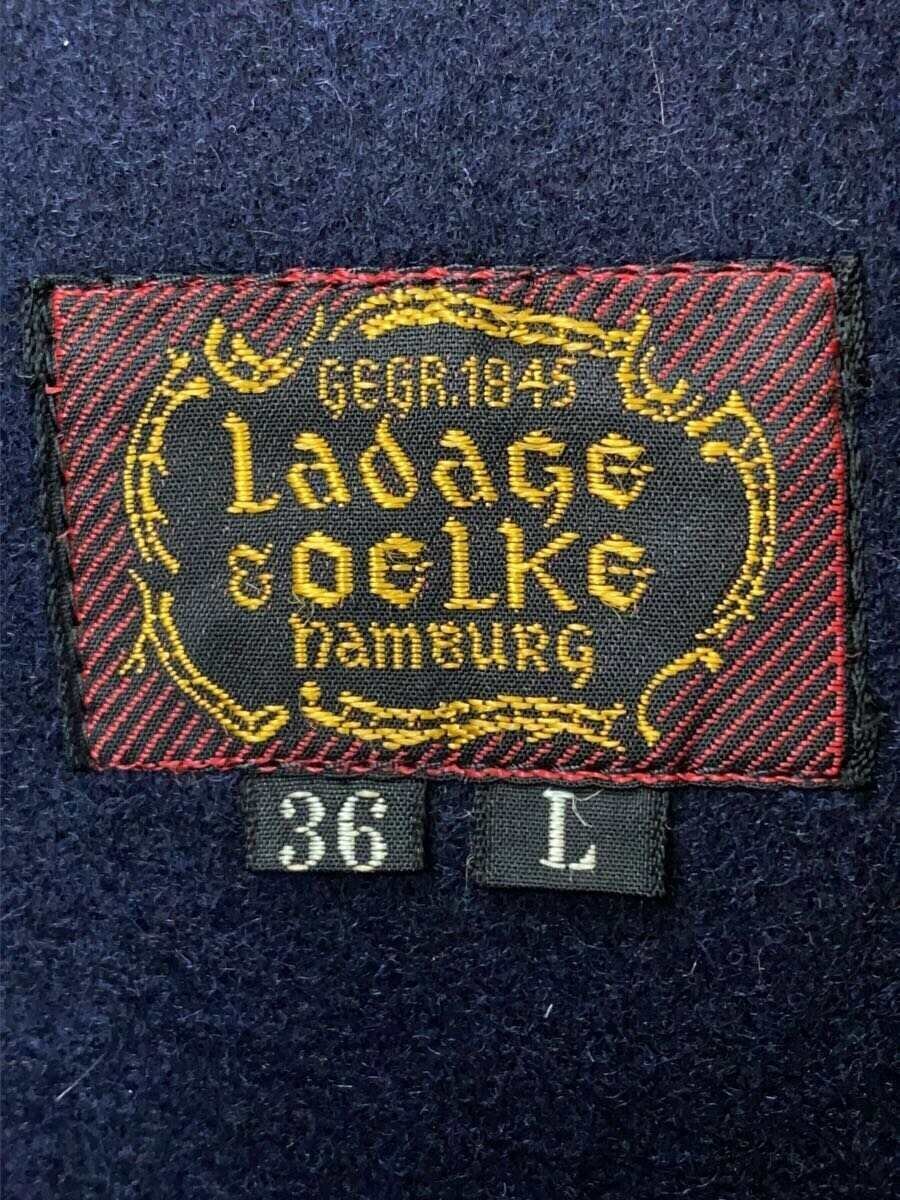 GEGR.1845
Ladage
& Oelke
Hamburg
36 L